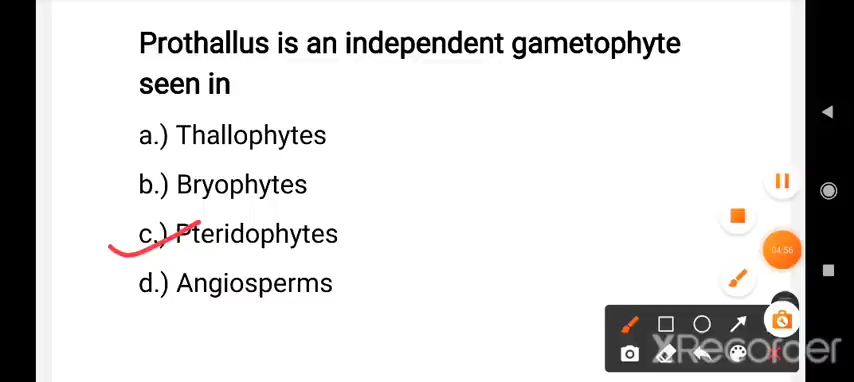 Prothallus is an independent gametophyte
seen in
a.) Thallophytes
b.) Bryophytes
c.) Pteridophytes
d.) Angiosperms
04:56
XRecorder